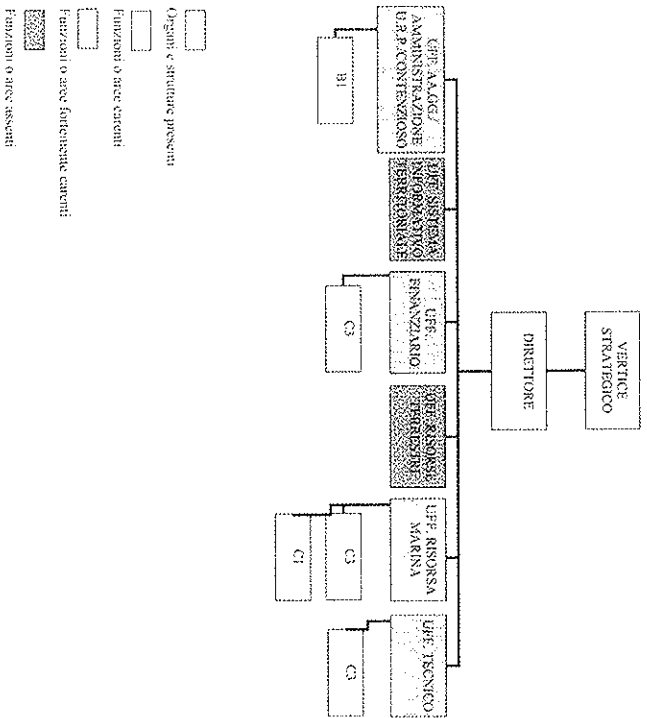 VERTICE
STRATEGICO
DIRETTORE
UFF. AA.GG./
AMMINISTRAZIONE
U.R.P./CONTENZIOSO
B1
UFF. SISTEMA
INFORMATIVO
TERRITORIALE
UFF.
FINANZIARIO
C3
UFF. RISORSE
TERRESTRI
UFF. RISORSA
MARINA
C3
C1
UFF. TECNICO
C3
Organi e strutture presenti
Funzioni o aree carenti
Funzioni o aree fortemente carenti
Funzioni o aree assenti